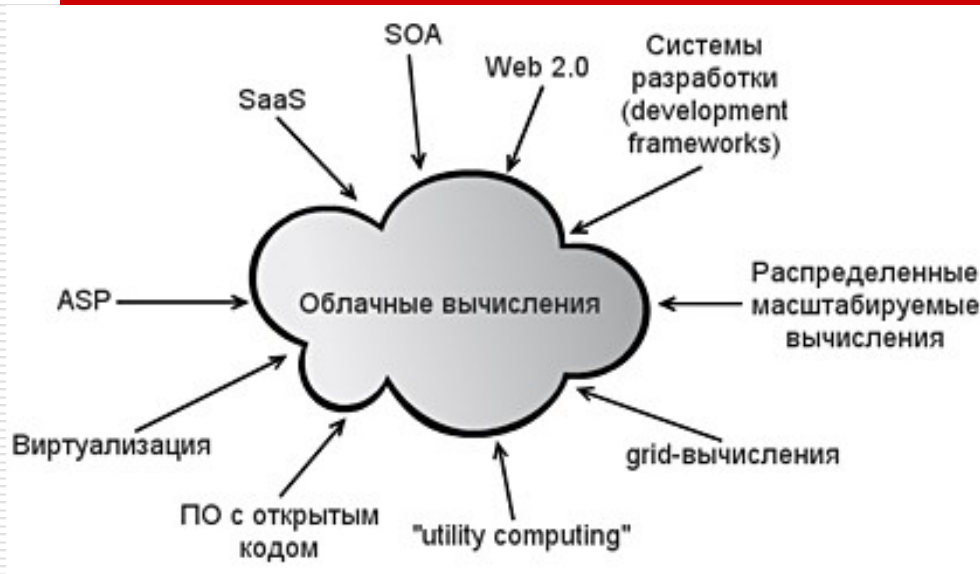 SOA
Web 2.0
Системы
разработки
(development
frameworks)
SaaS
ASP
Облачные вычисления
Распределенные
масштабируемые
вычисления
Виртуализация
grid-вычисления
ПО с открытым
кодом
"utility computing"